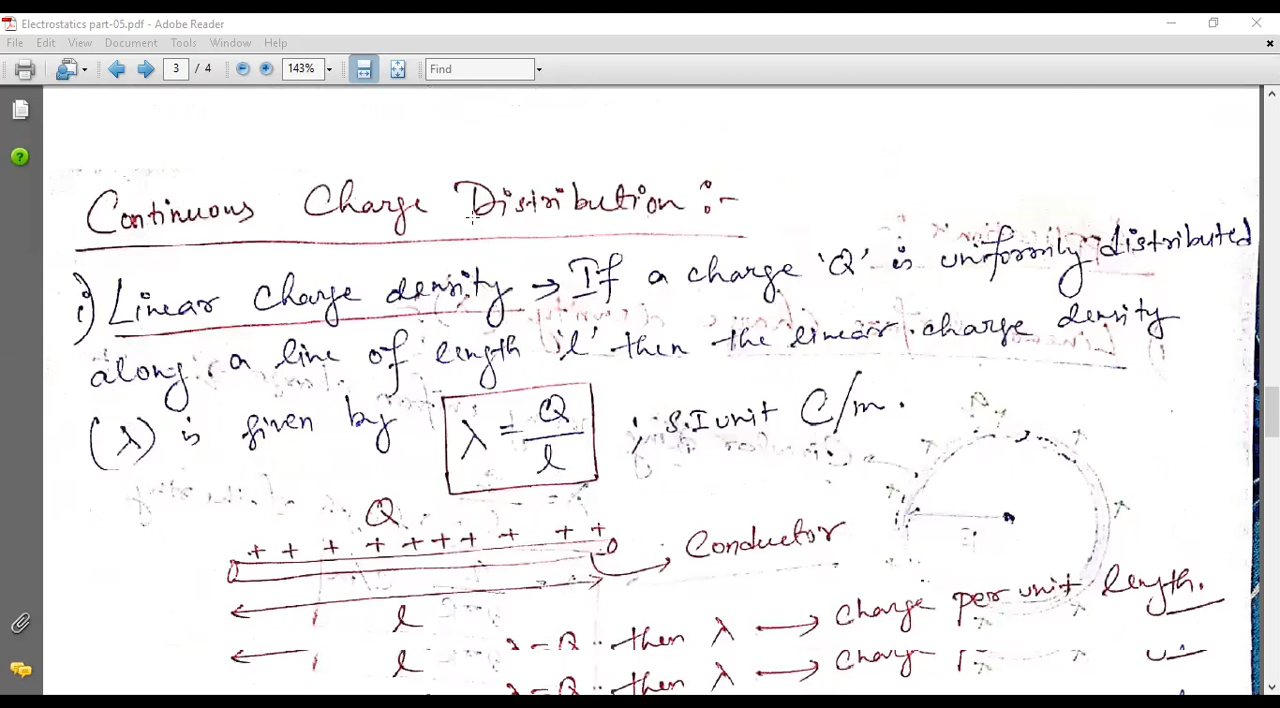 Electrostatics part-05.pdf - Adobe Reader
File Edit View Document Tools Window Help
3 / 4 143% Find
Continuous Charge Distribution :-
i) Linear Charge density → If a charge 'Q' is uniformly distributed
along a line of length 'l' then the linear charge density
(λ) is given by λ = Q/l ; S.I unit C/m.
Q
+ + + + + + + + + +
Conductor
l
λ = Q then λ → Charge per unit length.
l
λ = Q then λ →